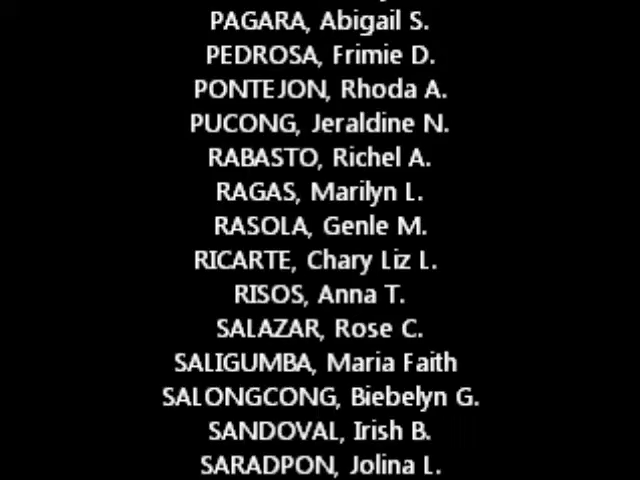 PAGARA, Abigail S.
PEDROSA, Frimie D.
PONTEJON, Rhoda A.
PUCONG, Jeraldine N.
RABASTO, Richel A.
RAGAS, Marilyn L.
RASOLA, Genle M.
RICARTE, Chary Liz L.
RISOS, Anna T.
SALAZAR, Rose C.
SALIGUMBA, Maria Faith
SALONGCONG, Biebelyn G.
SANDOVAL, Irish B.
SARADPON, Jolina L.